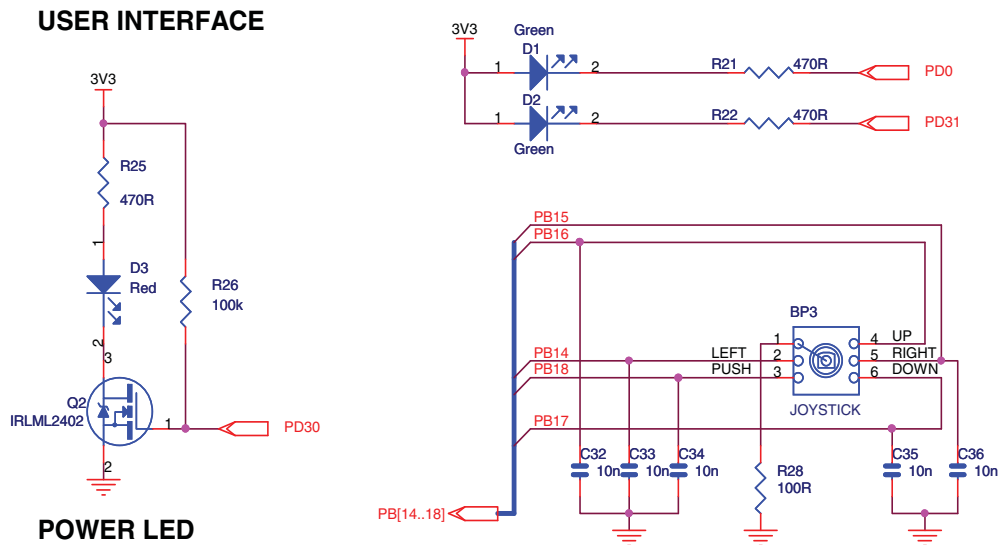 USER INTERFACE
3V3
R25
470R
1
D3
Red
2
3
R26
100k
Q2
IRLML2402
1
PD30
2
POWER LED
3V3
Green
D1
1
2
R21
470R
PD0
D2
1
2
Green
R22
470R
PD31
PB15
PB16
BP3
1
4
UP
PB14
LEFT
2
5
RIGHT
PB18
PUSH
3
6
DOWN
JOYSTICK
PB17
C32
10n
C33
10n
C34
10n
R28
100R
C35
10n
C36
10n
PB[14..18]